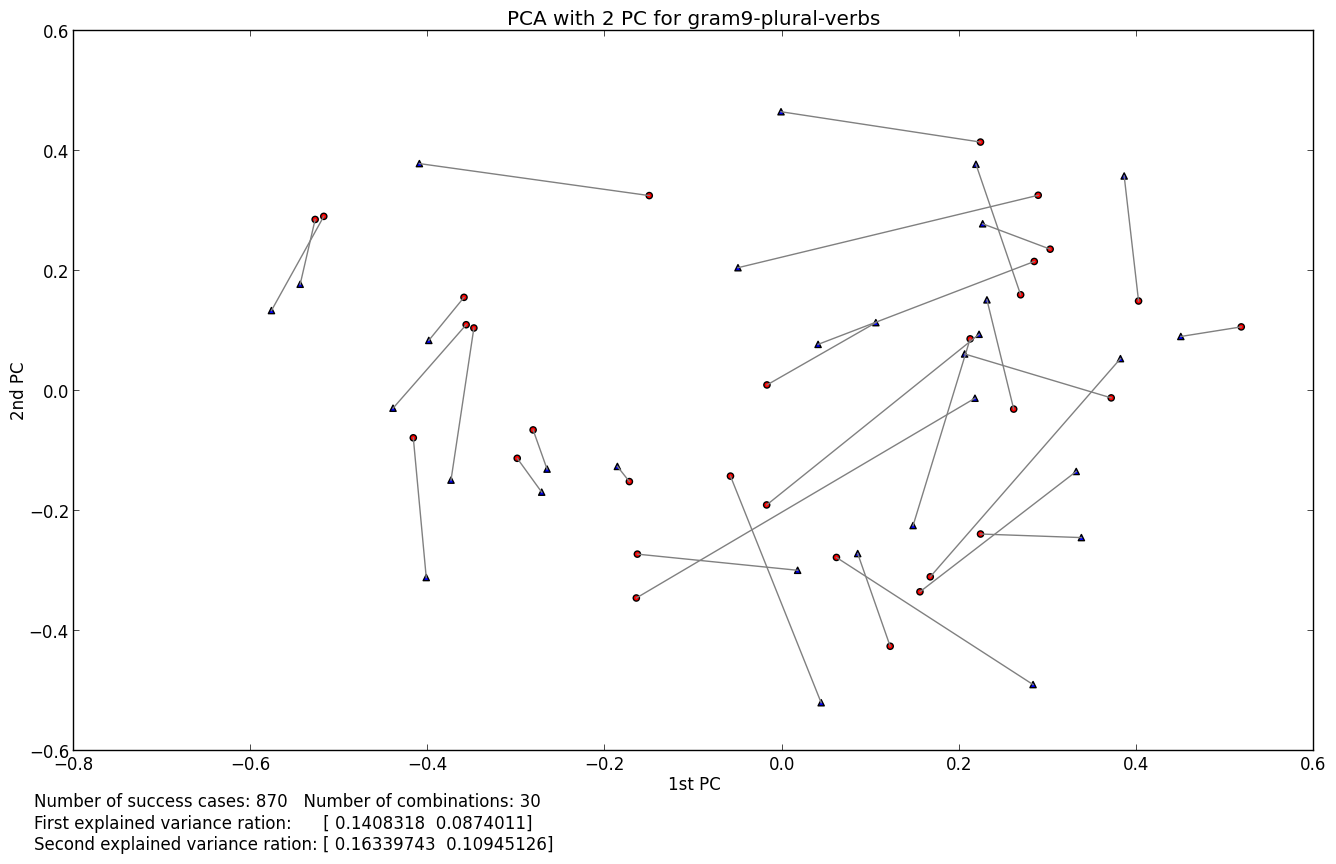 PCA with 2 PC for gram9-plural-verbs
0.6
0.4
0.2
0.0
−0.2
−0.4
−0.6
2nd PC
−0.8 −0.6 −0.4 −0.2 0.0 0.2 0.4 0.6
1st PC
Number of success cases: 870 Number of combinations: 30
First explained variance ration: [ 0.1408318 0.0874011]
Second explained variance ration: [ 0.16339743 0.10945126]